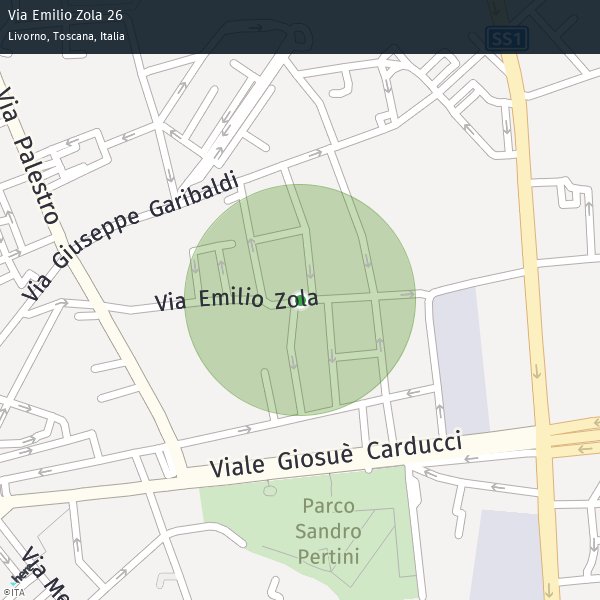 Via Emilio Zola 26
Livorno, Toscana, Italia
SS1
Via Palestro
Via Giuseppe Garibaldi
Via Emilio Zola
Viale Giosuè Carducci
Parco
Sandro
Pertini
Via Me
here
©ITA